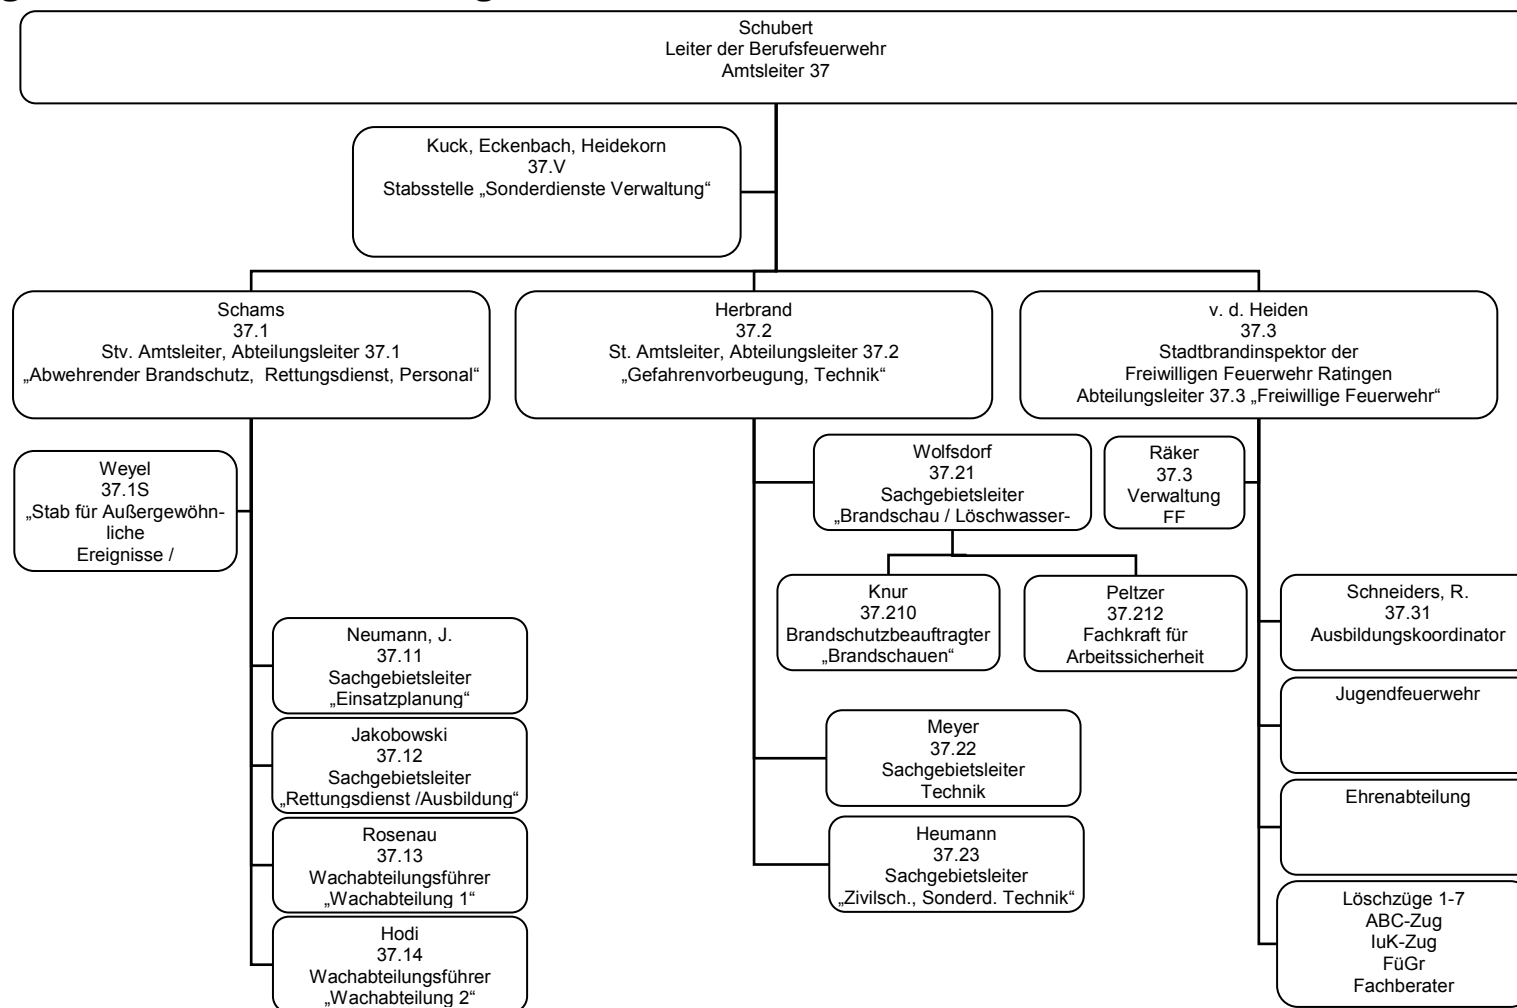 Schubert
Leiter der Berufsfeuerwehr
Amtsleiter 37
Kuck, Eckenbach, Heidekorn
37.V
Stabsstelle „Sonderdienste Verwaltung“
Schams
37.1
Stv. Amtsleiter, Abteilungsleiter 37.1
„Abwehrender Brandschutz, Rettungsdienst, Personal“
Herbrand
37.2
St. Amtsleiter, Abteilungsleiter 37.2
„Gefahrenvorbeugung, Technik“
v. d. Heiden
37.3
Stadtbrandinspektor der
Freiwilligen Feuerwehr Ratingen
Abteilungsleiter 37.3 „Freiwillige Feuerwehr“
Weyel
37.1S
„Stab für Außergewöhn-
liche
Ereignisse /
Wolfsdorf
37.21
Sachgebietsleiter
„Brandschau / Löschwasser-
Räker
37.3
Verwaltung
FF
Knur
37.210
Brandschutzbeauftragter
„Brandschauen“
Peltzer
37.212
Fachkraft für
Arbeitssicherheit
Schneiders, R.
37.31
Ausbildungskoordinator
Neumann, J.
37.11
Sachgebietsleiter
„Einsatzplanung“
Jakobowski
37.12
Sachgebietsleiter
„Rettungsdienst /Ausbildung“
Rosenau
37.13
Wachabteilungsführer
„Wachabteilung 1“
Hodi
37.14
Wachabteilungsführer
„Wachabteilung 2“
Meyer
37.22
Sachgebietsleiter
Technik
Heumann
37.23
Sachgebietsleiter
„Zivilsch., Sonderd. Technik“
Jugendfeuerwehr
Ehrenabteilung
Löschzüge 1-7
ABC-Zug
IuK-Zug
FüGr
Fachberater